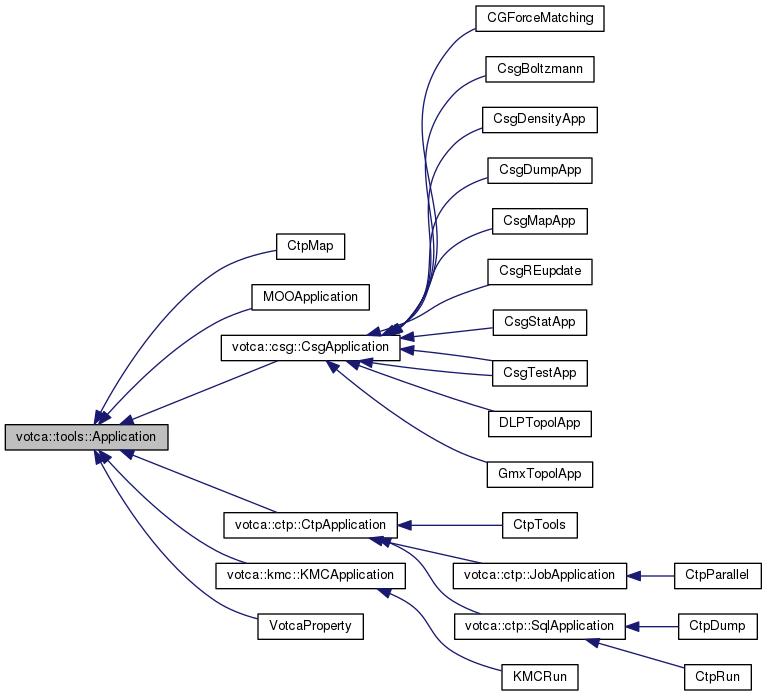 CGForceMatching
CsgBoltzmann
CsgDensityApp
CsgDumpApp
CsgMapApp
CtpMap
CsgREupdate
MOOApplication
CsgStatApp
votca::csg::CsgApplication
CsgTestApp
DLPTopolApp
votca::tools::Application
GmxTopolApp
votca::ctp::CtpApplication
CtpTools
votca::kmc::KMCApplication
votca::ctp::JobApplication
CtpParallel
VotcaProperty
votca::ctp::SqlApplication
CtpDump
KMCRun
CtpRun